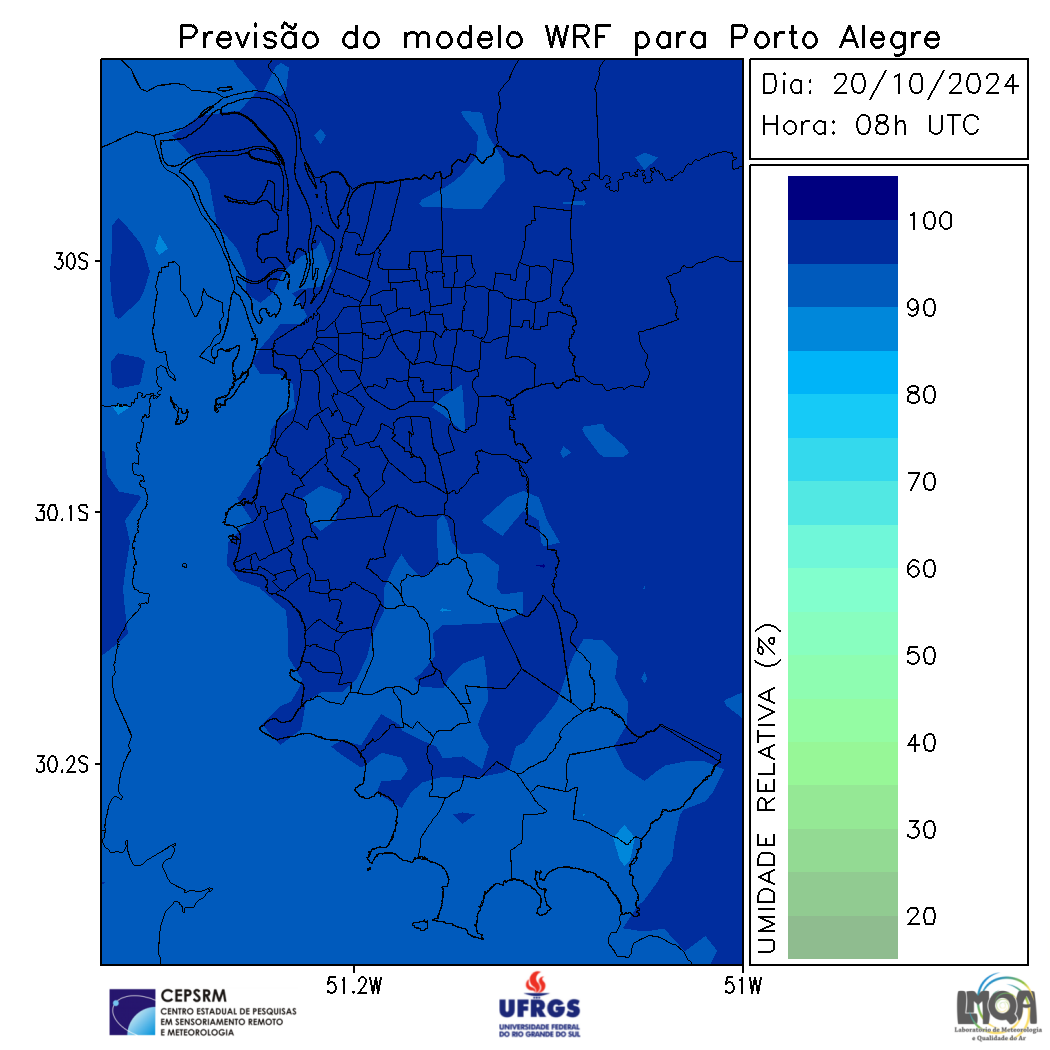 Previsão do modelo WRF para Porto Alegre
Dia: 20/10/2024
Hora: 08h UTC
30S
30.1S
30.2S
51.2W
51W
100
90
80
70
60
50
40
30
20
UMIDADE RELATIVA (%)
CEPSRM
CENTRO ESTADUAL DE PESQUISAS
EM SENSORIAMENTO REMOTO
E METEOROLOGIA
UFRGS
UNIVERSIDADE FEDERAL
DO RIO GRANDE DO SUL
LMQA
Laboratório de Meteorologia
e Qualidade do Ar